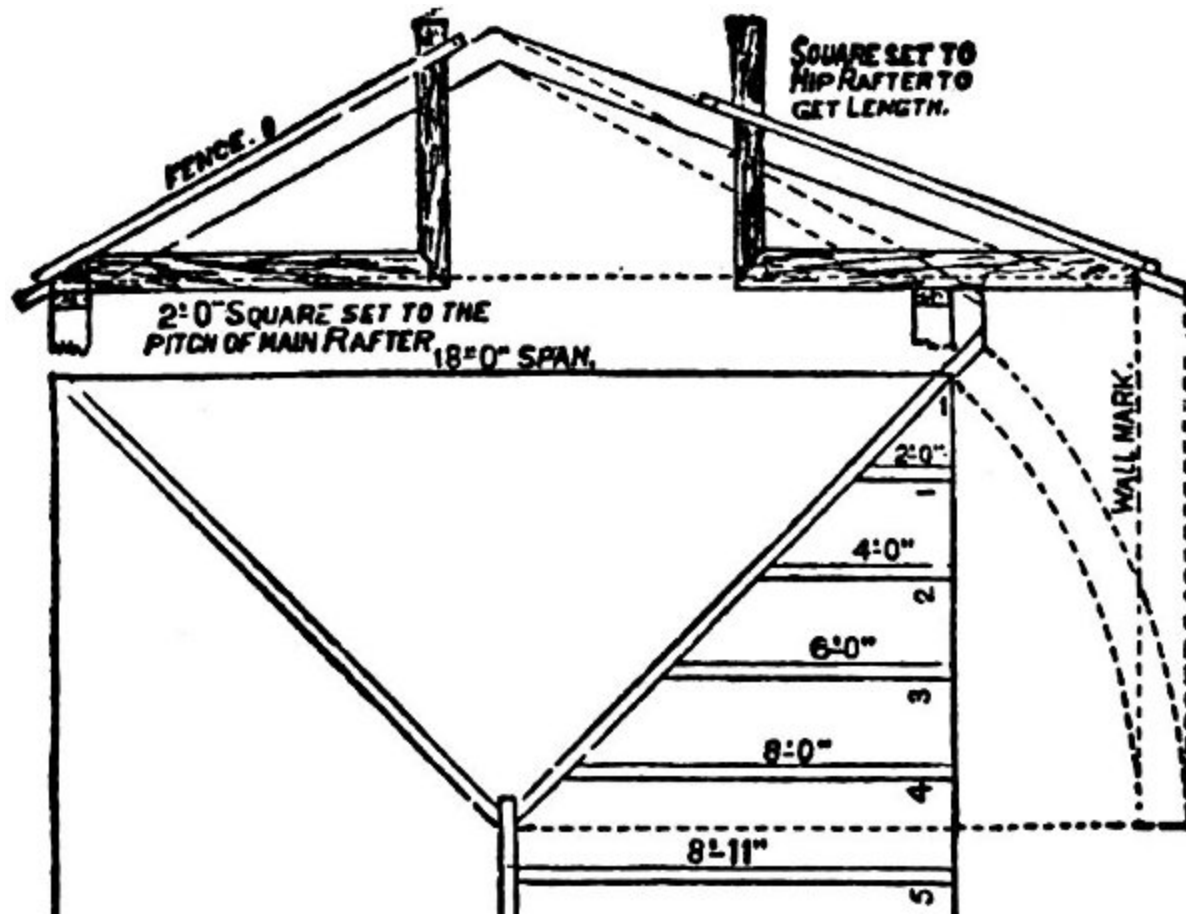 SQUARE SET TO
HIP RAFTER TO
GET LENGTH.
FENCE.
2'-0" SQUARE SET TO THE
PITCH OF MAIN RAFTER
18'-0" SPAN.
WALL MARK.
1
2'-0"
1
4'-0"
2
6'-0"
3
8'-0"
4
8'-11"
5